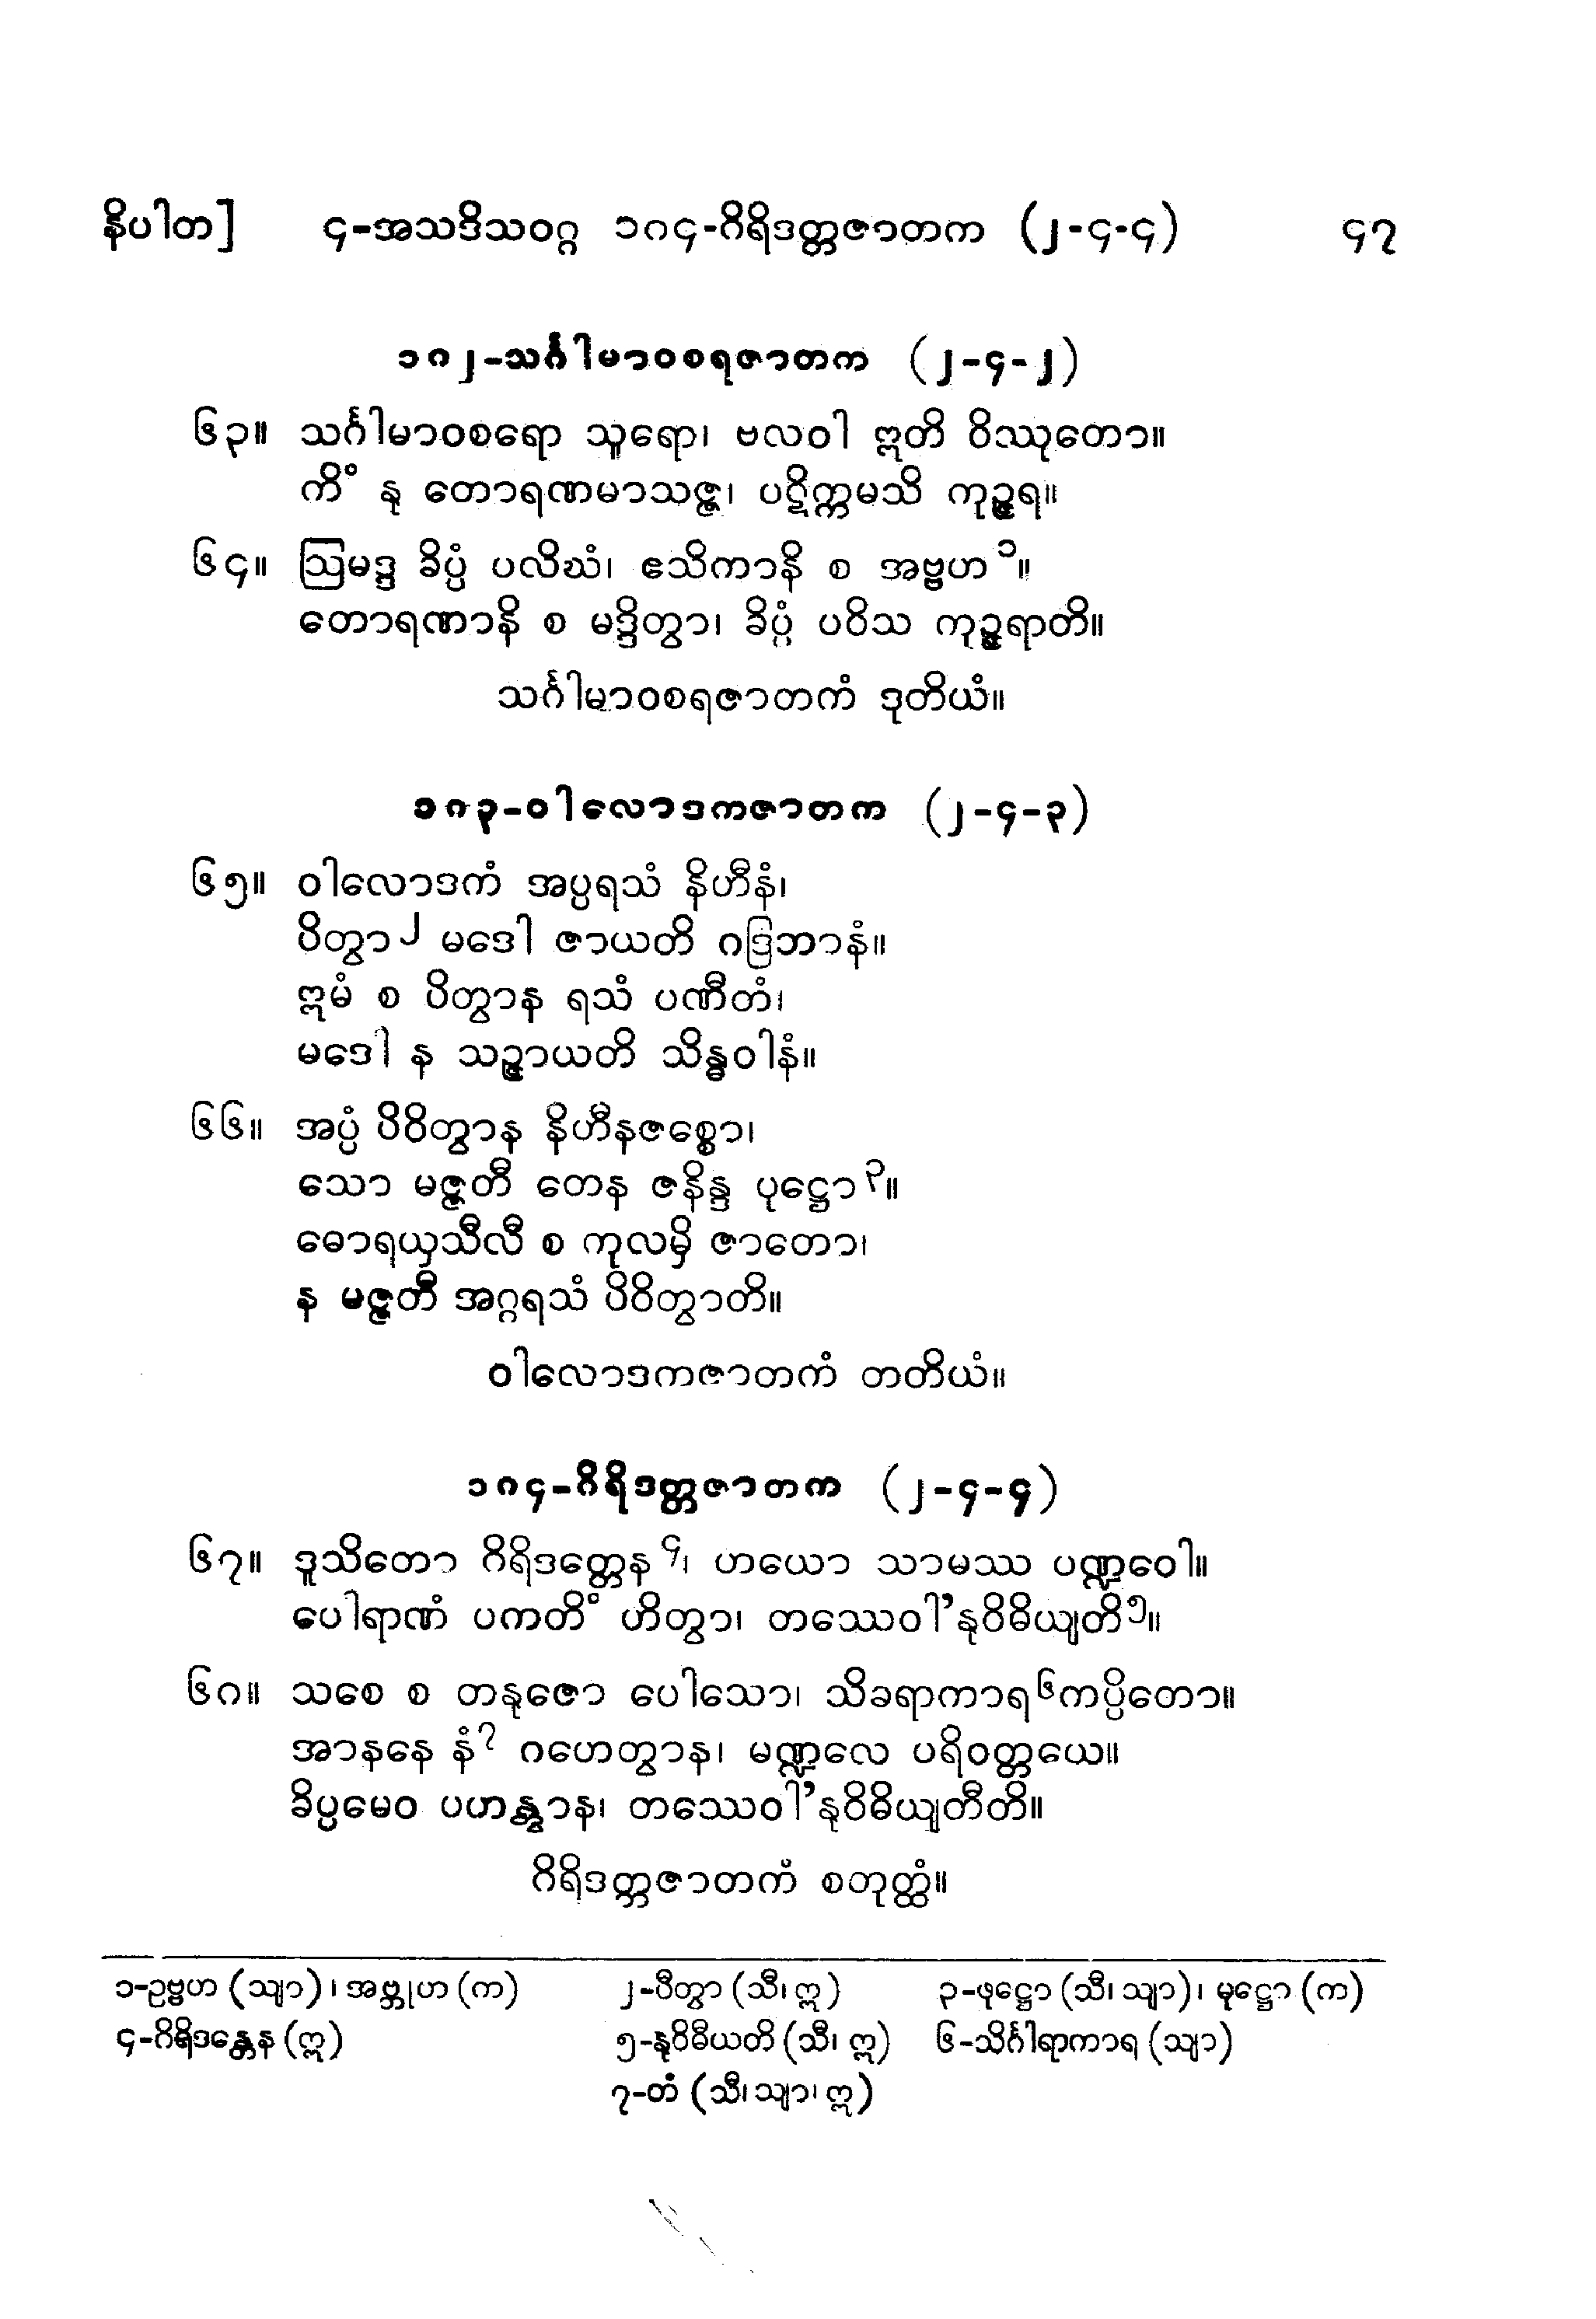 နိပါတ]  ၄-အသဒိသဝဂ္ဂ  ၁၈၄-ဂိရိဒတ္တဇာတက  (၂-၄-၄)  ၄၇
၁၈၂-သင်္ဂါမာဝစရဇာတက (၂-၄-၂)
၆၃။ သင်္ဂါမာဝစရော သူရော၊ ဗလဝါ ဣတိ ဝိဿုတော။
ကိံ နု တောရဏမာသဇ္ဇ၊ ပဋိက္ကမသိ ကုဉ္ဇရ။
၆၄။ ဩမဒ္ဒ ခိပ္ပံ ပလိဃံ၊ ဧသိကာနိ စ အဗ္ဗဟ ၁။
တောရဏာနိ စ မဒ္ဒိတွာ၊ ခိပ္ပံ ပဝိသ ကုဉ္ဇရာတိ။
သင်္ဂါမာဝစရဇာတကံ ဒုတိယံ။
၁၈၃-ဝါလောဒကဇာတက (၂-၄-၃)
၆၅။ ဝါလောဒကံ အပ္ပရသံ နိဟီနံ၊
ပိတွာ ၂ မဒေါ ဇာယတိ ဂဒြဘာနံ။
ဣမံ စ ပိတွာန ရသံ ပဏီတံ၊
မဒေါ န သဉ္ဇာယတိ သိန္ဓဝါနံ။
၆၆။ အပ္ပံ ပိဝိတွာန နိဟီနဇစ္စော၊
သော မဇ္ဇတီ တေန ဇနိန္ဒ ပုဋ္ဌော ၃။
ဓောရယှသီလီ စ ကုလမှိ ဇာတော၊
န မဇ္ဇတီ အဂ္ဂရသံ ပိဝိတွာတိ။
ဝါလောဒကဇာတကံ တတိယံ။
၁၈၄-ဂိရိဒတ္တဇာတက (၂-၄-၄)
၆၇။ ဒူသိတော ဂိရိဒတ္တေန ၄၊ ဟယော သာမဿ ပဏ္ဍဝေါ။
ပေါရာဏံ ပကတိံ ဟိတွာ၊ တဿေဝါ’နုဝိဓိယျတိ ၅။
၆၈။ သစေ စ တနုဇော ပေါသော၊ သိခရာကာရ ၆ ကပ္ပိတော။
အာနနေ နံ ၇ ဂဟေတွာန၊ မဏ္ဍလေ ပရိဝတ္တယေ။
ခိပ္ပမေဝ ပဟန္တွာန၊ တဿေဝါ’နုဝိဓိယျတီတိ။
ဂိရိဒတ္တဇာတကံ စတုတ္ထံ။
၁-ဥဗ္ဗဟ (သျာ)၊ အဗ္ဘုဟ (က)  ၂-ပီတွာ (သီ၊ ဣ)  ၃-ဖုဋ္ဌော (သီ၊ သျာ)၊ မုဋ္ဌော (က)
၄-ဂိရိဒန္တေန (ဣ)  ၅-နုဝိဓီယတိ (သီ၊ ဣ)  ၆-သိင်္ဂါရာကာရ (သျာ)
၇-တံ (သီ၊ သျာ၊ ဣ)